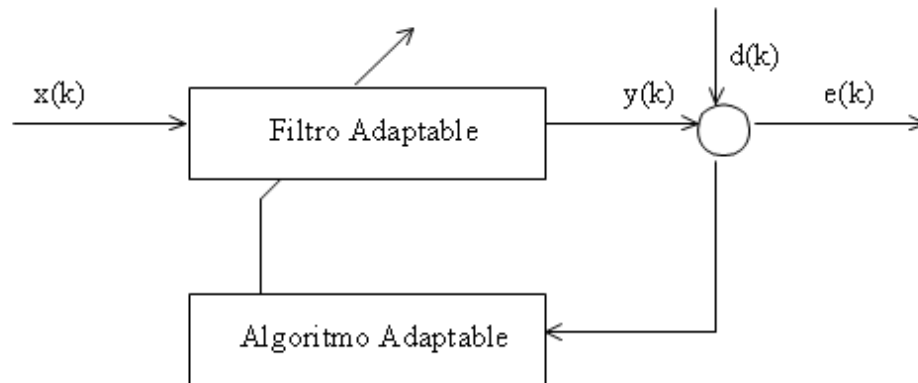 d(k)
x(k)
y(k)
e(k)
Filtro Adaptable
Algoritmo Adaptable